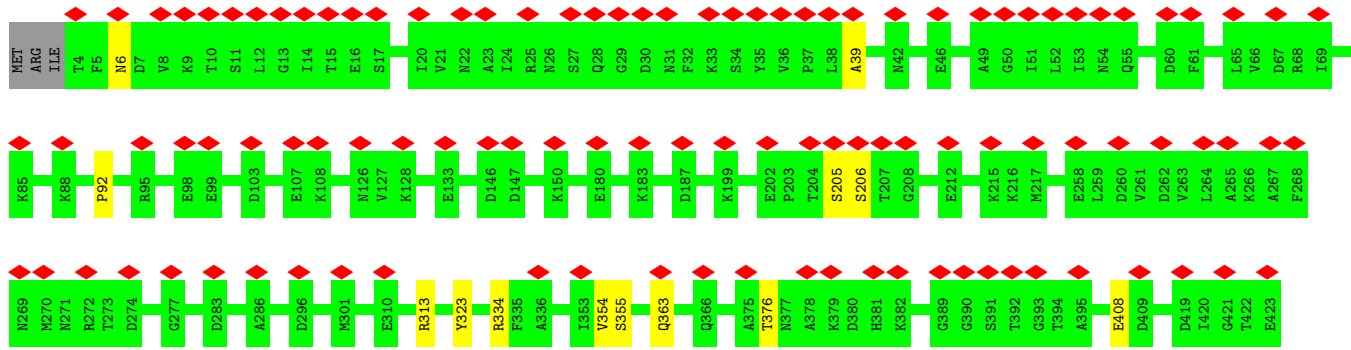 MET ARG ILE T4 F5 N6 D7 V8 K9 T10 S11 L12 G13 I14 T15 E16 S17 I20 V21 N22 A23 I24 R25 N26 S27 Q28 G29 D30 N31 F32 K33 S34 Y35 V36 P37 L38 A39 N42 E46 A49 G50 I51 L52 I53 N54 Q55 D60 F61 L65 V66 D67 R68 I69
K85 K88 P92 R95 E98 E99 D103 E107 K108 N126 V127 K128 E133 D146 D147 K150 E180 K183 D187 K199 E202 P203 T204 S205 S206 T207 G208 E212 K215 K216 M217 E258 L259 D260 V261 D262 V263 L264 A265 K266 A267 F268
N269 M270 N271 R272 T273 D274 G277 D283 A286 D296 M301 E310 R313 Y323 R334 F335 A336 I353 V354 S355 Q363 Q366 A375 T376 N377 A378 K379 D380 H381 K382 G389 G390 S391 T392 G393 T394 A395 E408 D409 D419 I420 G421 T422 E423